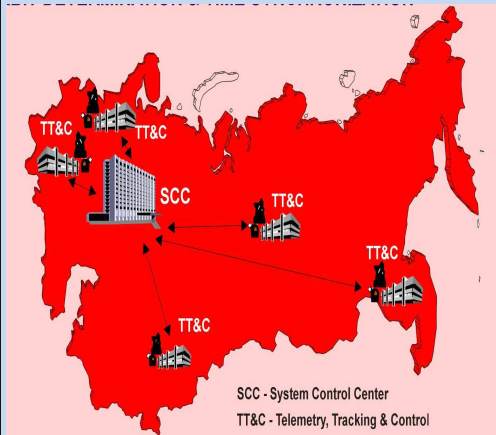 TT&C
TT&C
SCC
TT&C
TT&C
TT&C
SCC - System Control Center
TT&C - Telemetry, Tracking & Control